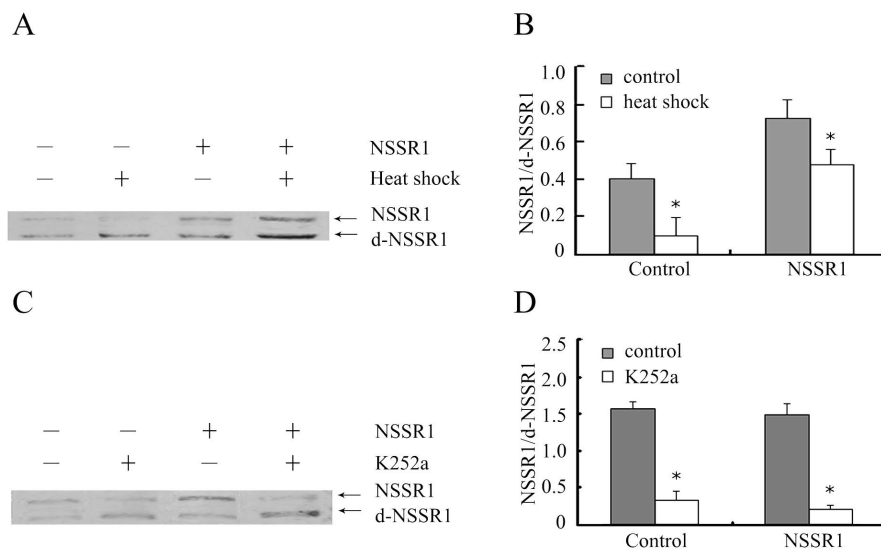 A
— — + + NSSR1
— + — + Heat shock
NSSR1
d-NSSR1
B
NSSR1/d-NSSR1
1.0
0.8
0.6
0.4
0.2
0
control
heat shock
*
*
Control NSSR1
C
— — + + NSSR1
— + — + K252a
NSSR1
d-NSSR1
D
NSSR1/d-NSSR1
2.5
2.0
1.5
1.0
0.5
0.0
control
K252a
*
*
Control NSSR1